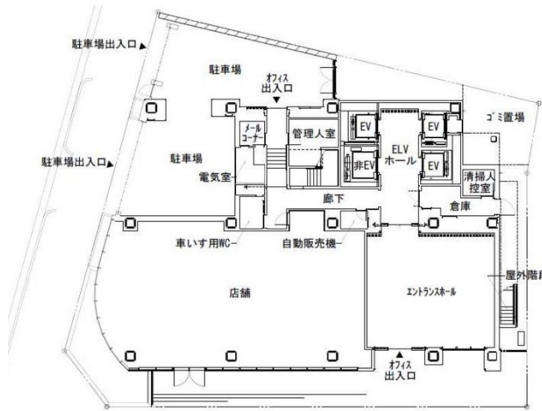 駐車場出入口
駐車場
オフィス
出入口
メール
コーナー
管理人室
EV
EV
ELV
ホール
ゴミ置場
駐車場出入口
駐車場
電気室
非EV
EV
清掃人
控室
廊下
倉庫
車いす用WC
自動販売機
屋外階段
店舗
エントランスホール
オフィス
出入口